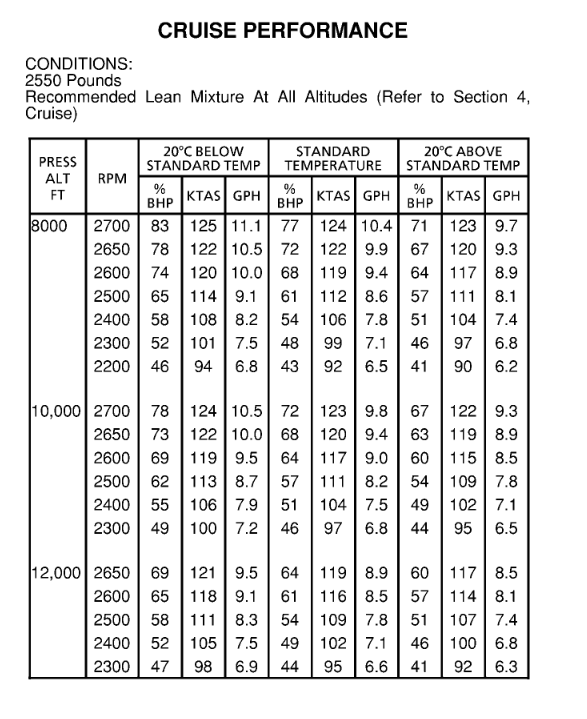 CRUISE PERFORMANCE
CONDITIONS:
2550 Pounds
Recommended Lean Mixture At All Altitudes (Refer to Section 4,
Cruise)
PRESS ALT FT RPM 20°C BELOW STANDARD TEMP STANDARD TEMPERATURE 20°C ABOVE STANDARD TEMP
% BHP KTAS GPH % BHP KTAS GPH % BHP KTAS GPH
8000 2700 83 125 11.1 77 124 10.4 71 123 9.7
2650 78 122 10.5 72 122 9.9 67 120 9.3
2600 74 120 10.0 68 119 9.4 64 117 8.9
2500 65 114 9.1 61 112 8.6 57 111 8.1
2400 58 108 8.2 54 106 7.8 51 104 7.4
2300 52 101 7.5 48 99 7.1 46 97 6.8
2200 46 94 6.8 43 92 6.5 41 90 6.2
10,000 2700 78 124 10.5 72 123 9.8 67 122 9.3
2650 73 122 10.0 68 120 9.4 63 119 8.9
2600 69 119 9.5 64 117 9.0 60 115 8.5
2500 62 113 8.7 57 111 8.2 54 109 7.8
2400 55 106 7.9 51 104 7.5 49 102 7.1
2300 49 100 7.2 46 97 6.8 44 95 6.5
12,000 2650 69 121 9.5 64 119 8.9 60 117 8.5
2600 65 118 9.1 61 116 8.5 57 114 8.1
2500 58 111 8.3 54 109 7.8 51 107 7.4
2400 52 105 7.5 49 102 7.1 46 100 6.8
2300 47 98 6.9 44 95 6.6 41 92 6.3